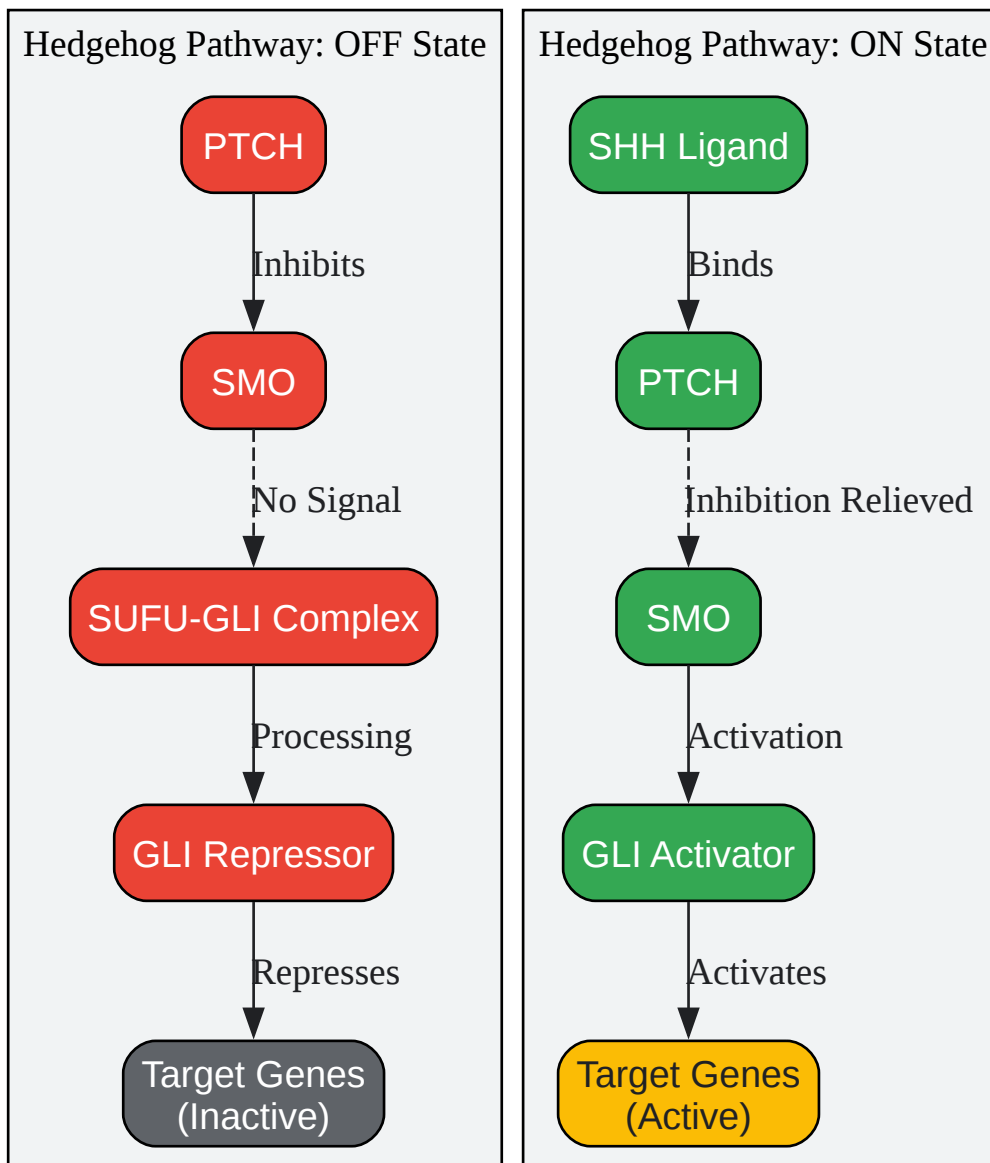 Hedgehog Pathway: OFF State
PTCH
Inhibits
SMO
No Signal
SUFU-GLI Complex
Processing
GLI Repressor
Represses
Target Genes
(Inactive)
Hedgehog Pathway: ON State
SHH Ligand
Binds
PTCH
Inhibition Relieved
SMO
Activation
GLI Activator
Activates
Target Genes
(Active)